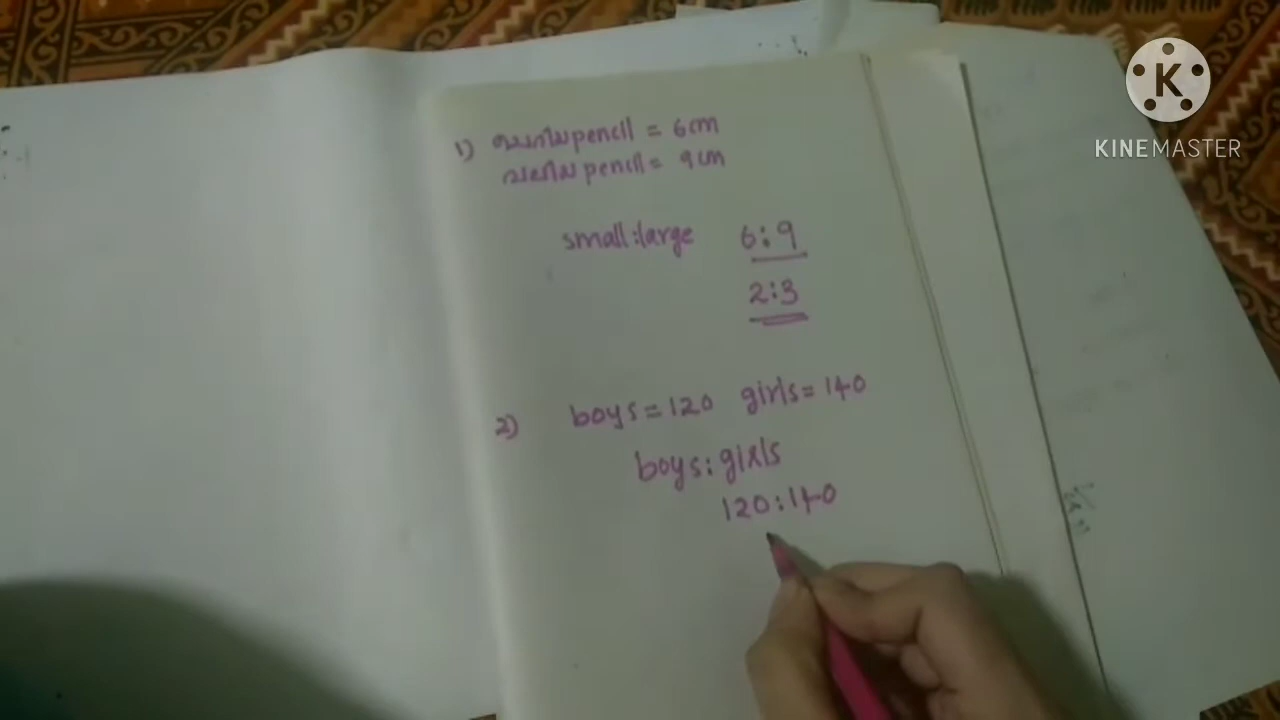 1) ചെറിയ pencil = 6cm
വലിയ pencil = 9cm
small:large 6:9
2:3
2) boys = 120 girls = 140
boys: girls
120:140
K
KINEMASTER